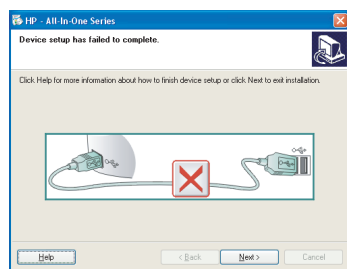 HP - All-In-One Series
Device setup has failed to complete.
Click Help for more information about how to finish device setup or click Next to exit installation.
Help
< Back
Next >
Cancel